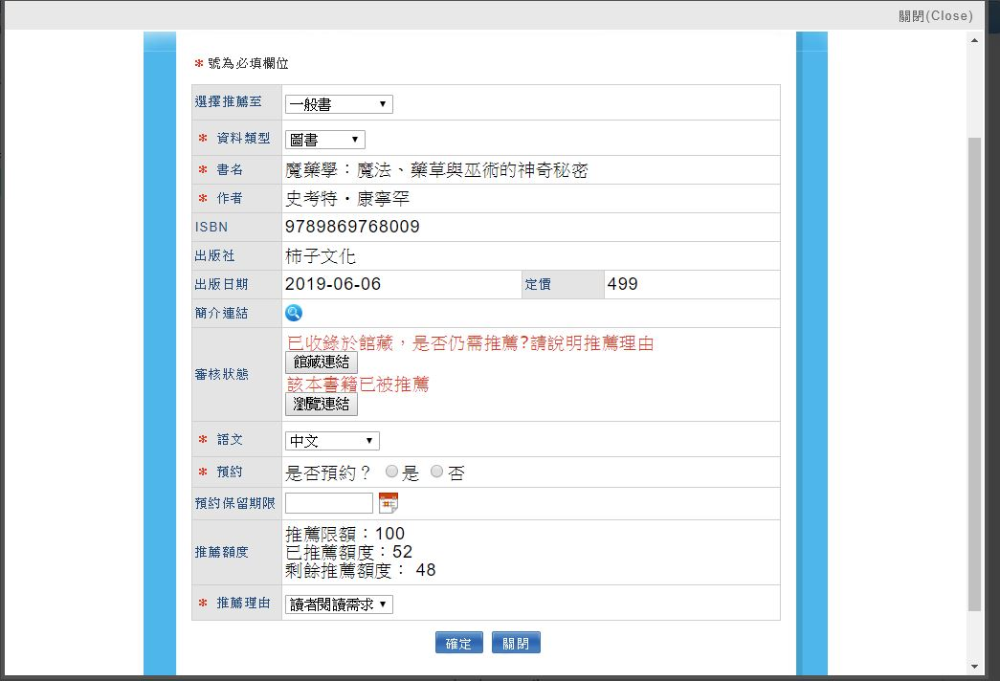 關閉(Close)
* 號為必填欄位
選擇推薦至 一般書
* 資料類型 圖書
* 書名 魔藥學：魔法、藥草與巫術的神奇秘密
* 作者 史考特‧康寧罕
ISBN 9789869768009
出版社 柿子文化
出版日期 2019-06-06 定價 499
簡介連結
審核狀態
已收錄於館藏，是否仍需推薦?請說明推薦理由
館藏連結
該本書籍已被推薦
瀏覽連結
* 語文 中文
* 預約 是否預約？ 是 否
預約保留期限
推薦額度
推薦限額：100
已推薦額度：52
剩餘推薦額度： 48
* 推薦理由 讀者閱讀需求
確定 關閉